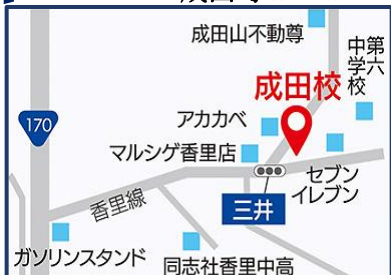 成田山不動尊
第六
中学校
成田校
170
アカカベ
マルシゲ香里店
セブン
イレブン
三井
香里線
ガソリンスタンド
同志社香里中高